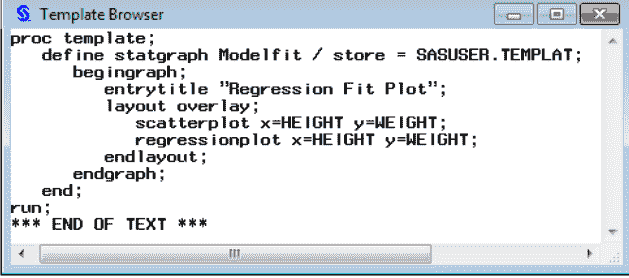 Template Browser
proc template;
define statgraph Modelfit / store = SASUSER.TEMPLAT;
begingraph;
entrytitle "Regression Fit Plot";
layout overlay;
scatterplot x=HEIGHT y=WEIGHT;
regressionplot x=HEIGHT y=WEIGHT;
endlayout;
endgraph;
end;
run;
*** END OF TEXT ***